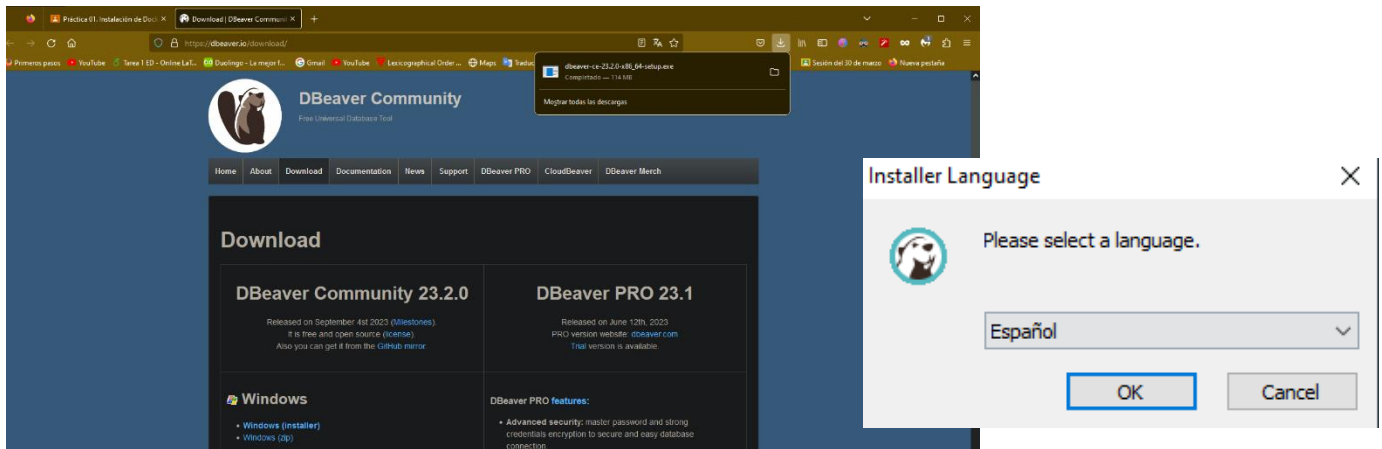 Práctica 01. Instalación de Doc
Download | DBeaver Communit
https://dbeaver.io/download/
Primeros pasos
YouTube
Tarea 1 ED - Online LaT...
Duolingo - La mejor f...
Gmail
YouTube
Lexicographical Order ...
Maps
Traduc
Sesión del 30 de marzo
Nueva pestaña
dbeaver-ce-23.2.0-x86_64-setup.exe
Completado — 114 MB
Mostrar todas las descargas
DBeaver Community
Free Universal Database Tool
Home About Download Documentation News Support DBeaver PRO CloudBeaver DBeaver Merch
Download
DBeaver Community 23.2.0
Released on September 4st 2023 (Milestones).
It is free and open source (license).
Also you can get it from the GitHub mirror.
DBeaver PRO 23.1
Released on June 12th, 2023
PRO version website: dbeaver.com
Trial version is available.
Windows
• Windows (installer)
• Windows (zip)
DBeaver PRO features:
• Advanced security: master password and strong
credentials encryption to secure and easy database
connection
Installer Language
Please select a language.
Español
OK Cancel